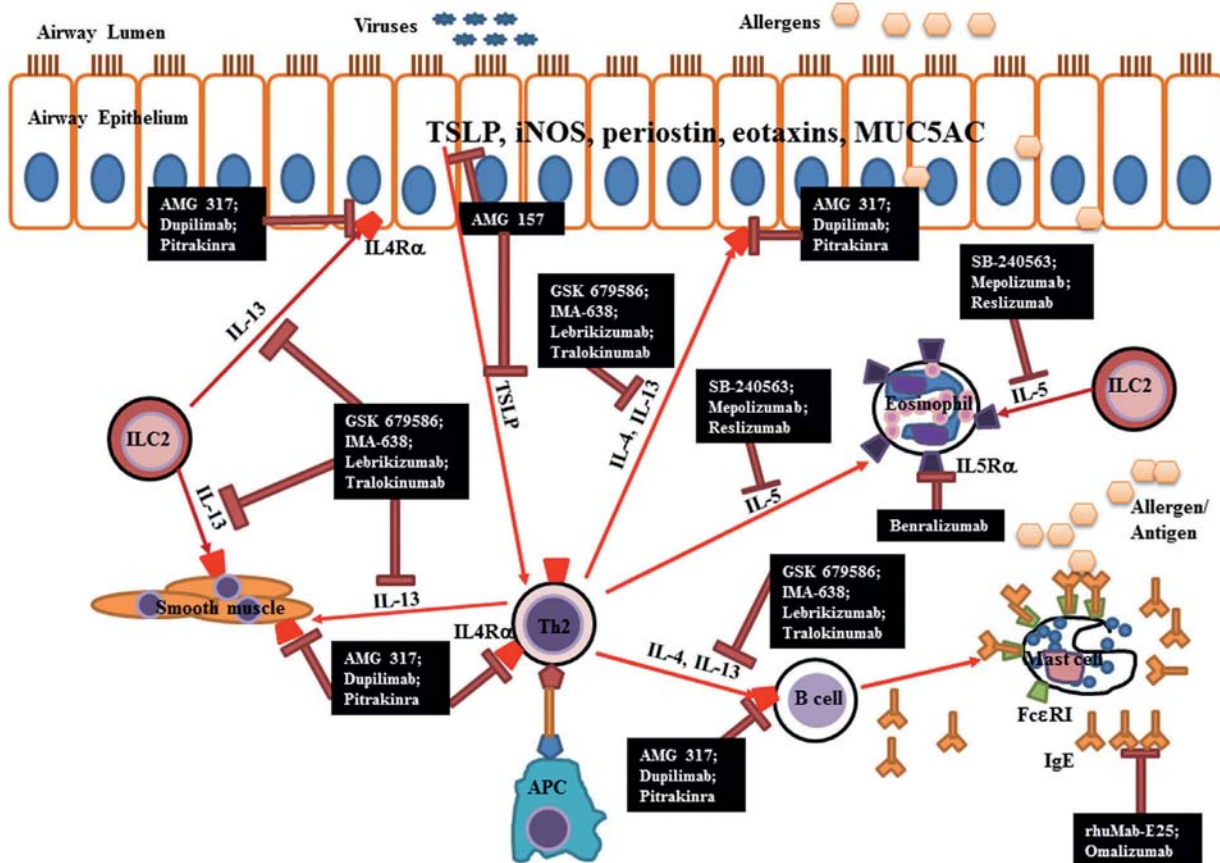 Airway Lumen
Viruses
Allergens
Airway Epithelium
TSLP, iNOS, periostin, eotaxins, MUC5AC
AMG 317;
Dupilimab;
Pitrakinra
IL4Rα
AMG 157
AMG 317;
Dupilimab;
Pitrakinra
SB-240563;
Mepolizumab;
Reslizumab
GSK 679586;
IMA-638;
Lebrikizumab;
Tralokinumab
IL-13
TSLP
IL-4, IL-13
SB-240563;
Mepolizumab;
Reslizumab
Eosinophil
IL-5
ILC2
ILC2
GSK 679586;
IMA-638;
Lebrikizumab;
Tralokinumab
IL-13
IL-5
IL5Rα
Benralizumab
Allergen/
Antigen
Smooth muscle
IL-13
IL4Rα
Th2
IL-4, IL-13
GSK 679586;
IMA-638;
Lebrikizumab;
Tralokinumab
B cell
Mast cell
FcεRI
IgE
AMG 317;
Dupilimab;
Pitrakinra
AMG 317;
Dupilimab;
Pitrakinra
APC
rhuMab-E25;
Omalizumab